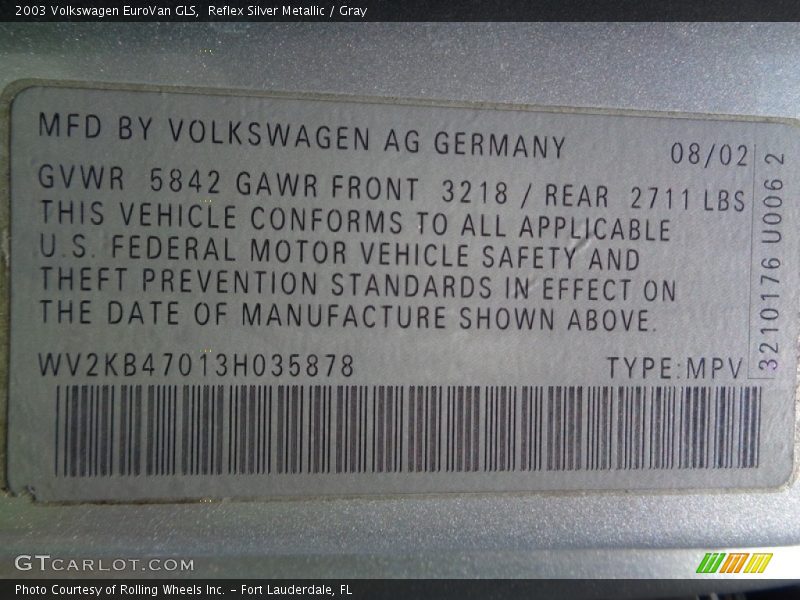 2003 Volkswagen EuroVan GLS,  Reflex Silver Metallic / Gray
MFD BY VOLKSWAGEN AG GERMANY 08/02
GVWR 5842 GAWR FRONT 3218 / REAR 2711 LBS
THIS VEHICLE CONFORMS TO ALL APPLICABLE
U.S. FEDERAL MOTOR VEHICLE SAFETY AND
THEFT PREVENTION STANDARDS IN EFFECT ON
THE DATE OF MANUFACTURE SHOWN ABOVE.
WV2KB47013H035878 TYPE:MPV
3210176 U006 2
GTCARLOT.COM
Photo Courtesy of Rolling Wheels Inc. – Fort Lauderdale, FL